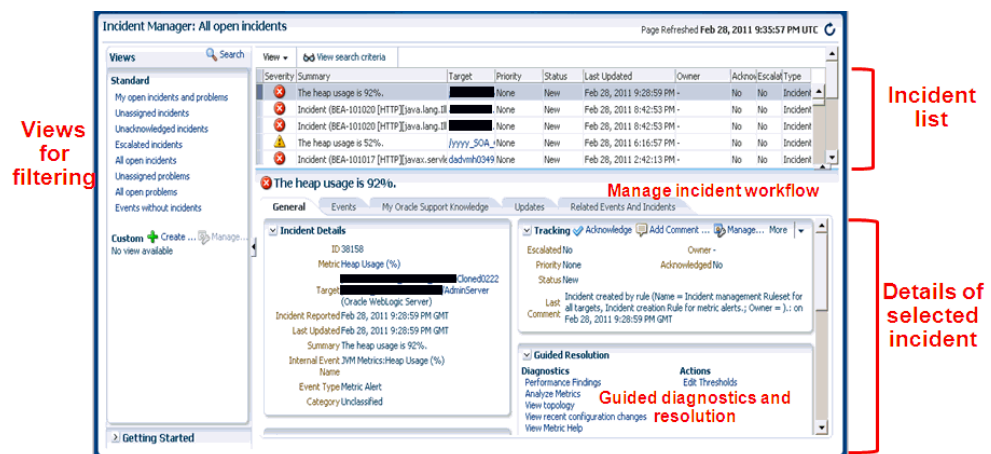 Incident Manager: All open incidents
Page Refreshed Feb 28, 2011 9:35:57 PM UTC
Views
Search
Standard
My open incidents and problems
Unassigned incidents
Unacknowledged incidents
Escalated incidents
All open incidents
Unassigned problems
All open problems
Events without incidents
Custom Create ... Manage...
No view available
Getting Started
Views for filtering
View View search criteria
Severity Summary Target Priority Status Last Updated Owner Acknov Escalat Type
The heap usage is 92%. None New Feb 28, 2011 9:28:59 PM - No No Incident
Incident (BEA-101020 [HTTP][java.lang.Ill None New Feb 28, 2011 8:42:53 PM - No No Incident
Incident (BEA-101020 [HTTP][java.lang.Ill None New Feb 28, 2011 8:42:53 PM - No No Incident
The heap usage is 52%. /yyyy_SOA_ None New Feb 28, 2011 6:16:57 PM - No No Incident
Incident (BEA-101017 [HTTP][javax.servle dadvmh0349 None New Feb 28, 2011 2:42:13 PM - No No Incident
Incident list
The heap usage is 92%.
Manage incident workflow
General Events My Oracle Support Knowledge Updates Related Events And Incidents
Incident Details
ID 38158
Metric Heap Usage (%)
Cloned0222
Target /AdminServer
(Oracle WebLogic Server)
Incident Reported Feb 28, 2011 9:28:59 PM GMT
Last Updated Feb 28, 2011 9:28:59 PM GMT
Summary The heap usage is 92%.
Internal Event Name JVM Metrics:Heap Usage (%)
Event Type Metric Alert
Category Unclassified
Tracking Acknowledge Add Comment ... Manage... More
Escalated No Owner -
Priority None Acknowledged No
Status New
Last Comment Incident created by rule (Name = Incident management Ruleset for
all targets, Incident creation Rule for metric alerts.; Owner = ).: on
Feb 28, 2011 9:28:59 PM GMT
Guided Resolution
Diagnostics Actions
Performance Findings Edit Thresholds
Analyze Metrics
View topology
View recent configuration changes
View Metric Help
Guided diagnostics and
resolution
Details of
selected
incident